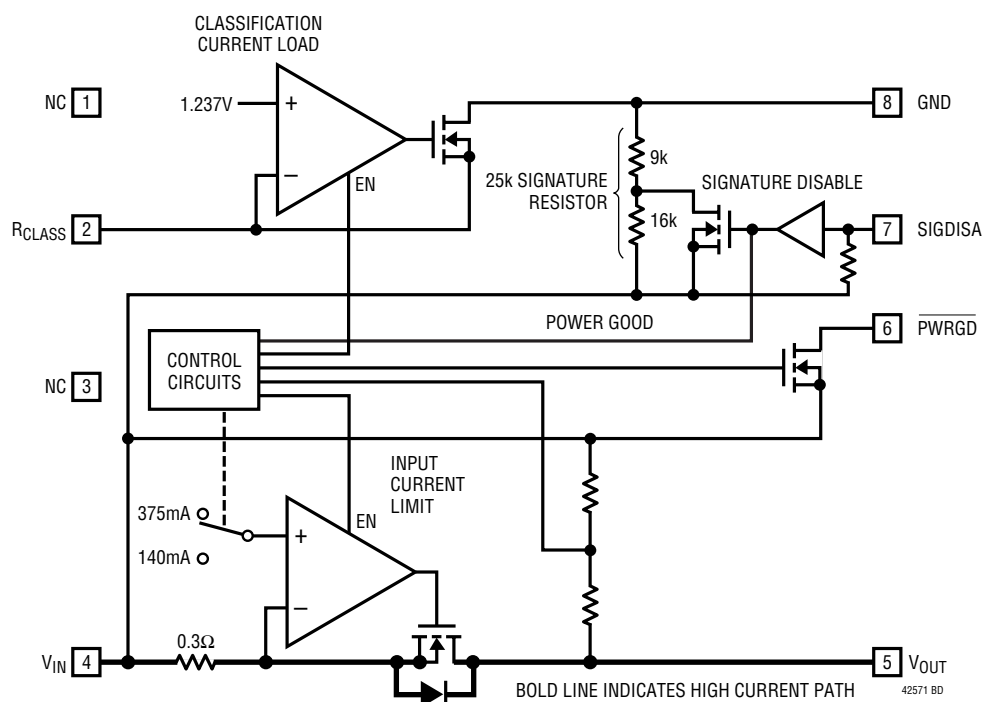 CLASSIFICATION
CURRENT LOAD
NC 1
1.237V
+
–
EN
8 GND
9k
25k SIGNATURE
RESISTOR
16k
SIGNATURE DISABLE
RCLASS 2
7 SIGDISA
POWER GOOD
6 PWRGD
CONTROL
CIRCUITS
NC 3
INPUT
CURRENT
LIMIT
375mA
140mA
+
–
EN
0.3Ω
VIN 4
5 VOUT
BOLD LINE INDICATES HIGH CURRENT PATH
42571 BD